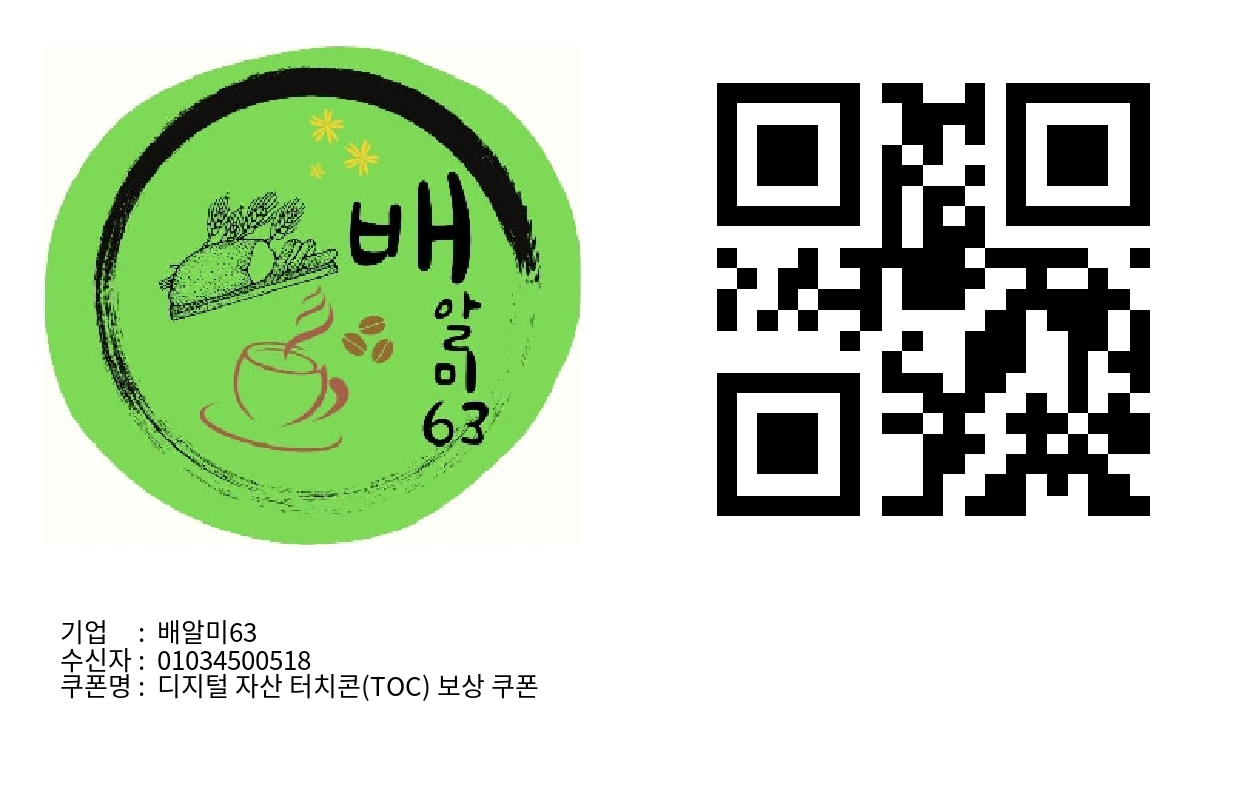 배
알
미
63
기업 : 배알미63
수신자 : 01034500518
쿠폰명 : 디지털 자산 터치콘(TOC) 보상 쿠폰